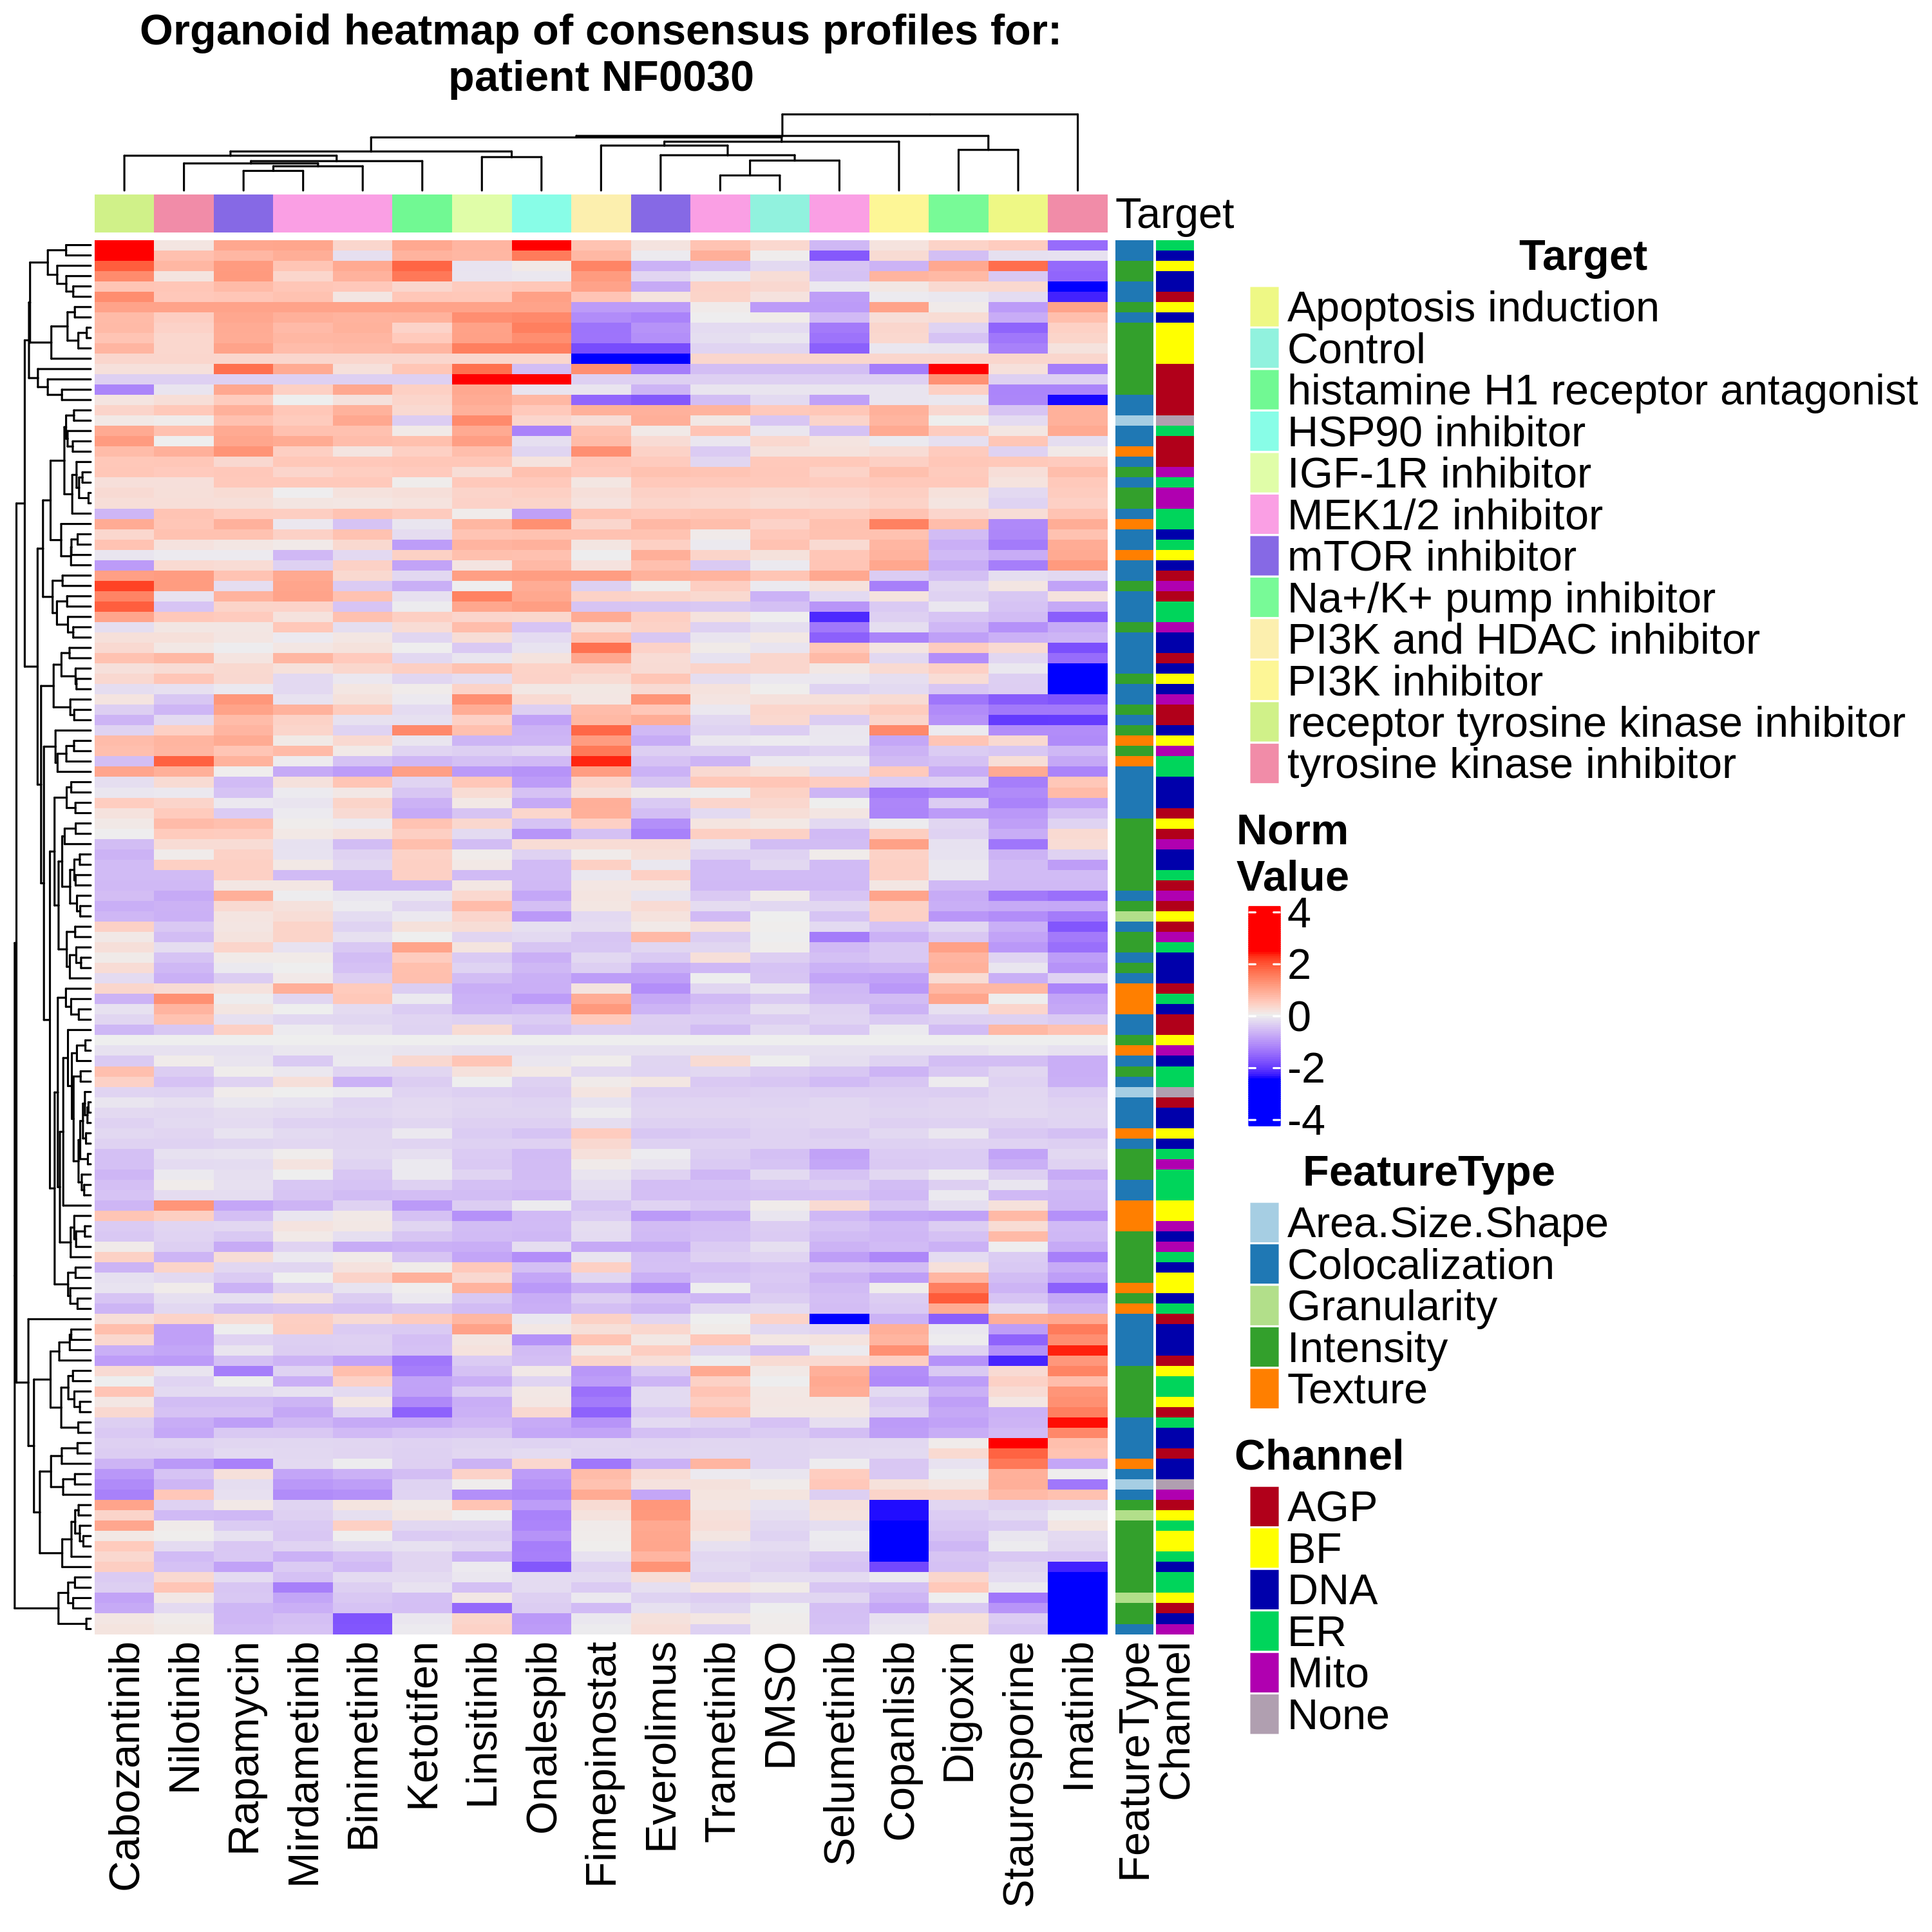 Organoid heatmap of consensus profiles for:
patient NF0030
Target
Target
Apoptosis induction
Control
histamine H1 receptor antagonist
HSP90 inhibitor
IGF-1R inhibitor
MEK1/2 inhibitor
mTOR inhibitor
Na+/K+ pump inhibitor
PI3K and HDAC inhibitor
PI3K inhibitor
receptor tyrosine kinase inhibitor
tyrosine kinase inhibitor
Norm
Value
4
2
0
-2
-4
FeatureType
Area.Size.Shape
Colocalization
Granularity
Intensity
Texture
Channel
AGP
BF
DNA
ER
Mito
None
Cabozantinib
Nilotinib
Rapamycin
Mirdametinib
Binimetinib
Ketotifen
Linsitinib
Onalespib
Fimepinostat
Everolimus
Trametinib
DMSO
Selumetinib
Copanlisib
Digoxin
Staurosporine
Imatinib
FeatureType
Channel